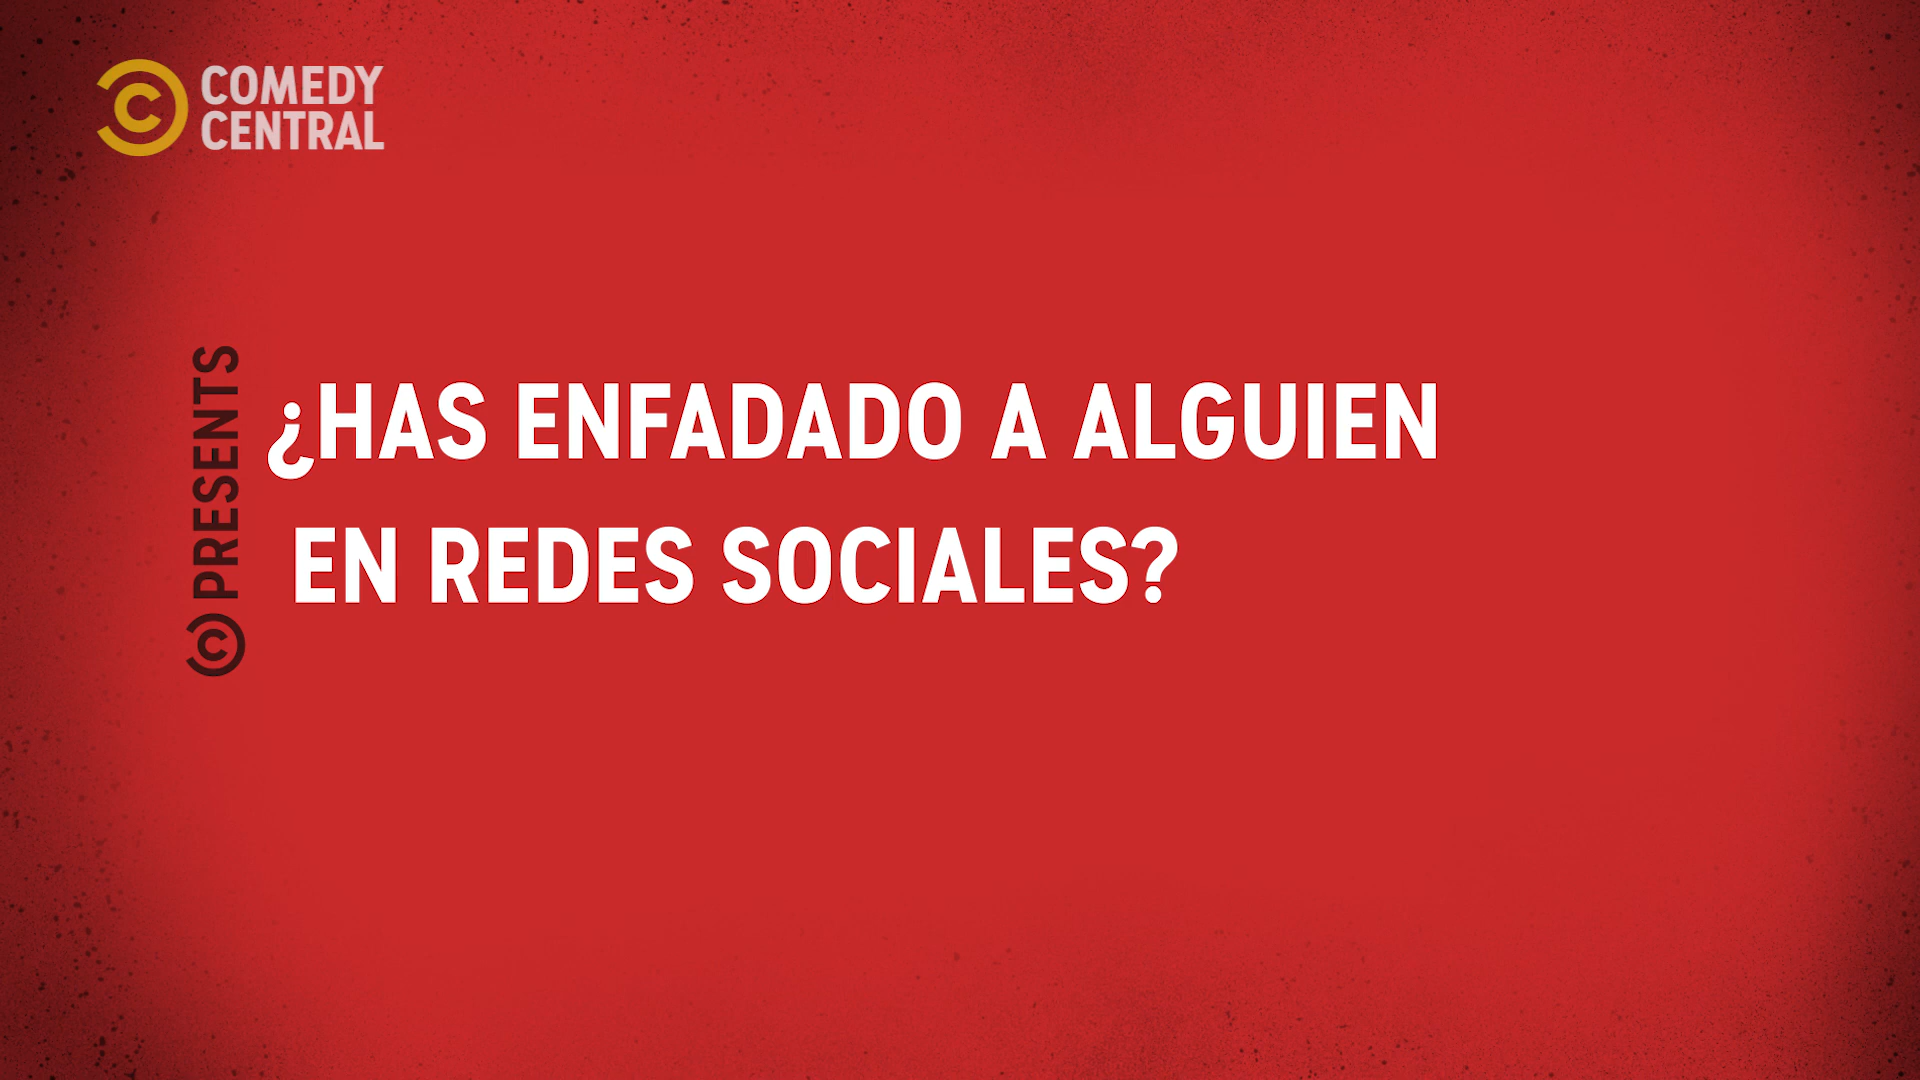 COMEDY
CENTRAL
PRESENTS
¿HAS ENFADADO A ALGUIEN
EN REDES SOCIALES?